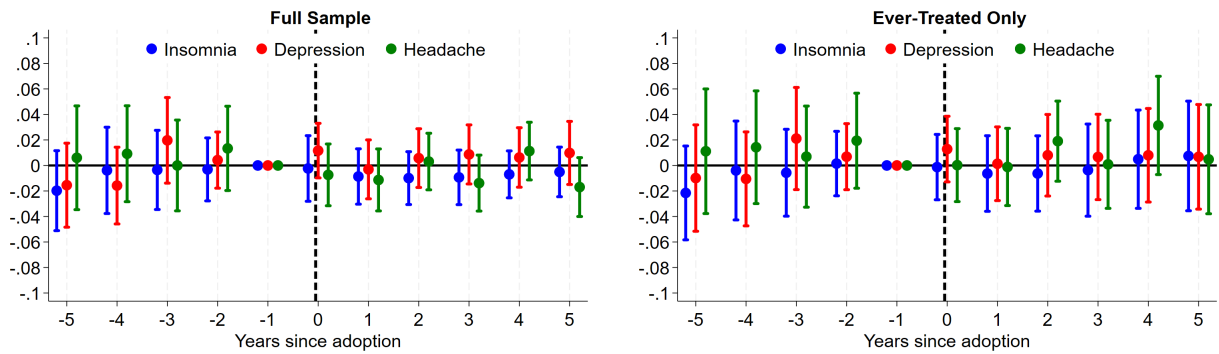 Full Sample
Insomnia Depression Headache
.1
.08
.06
.04
.02
0
-.02
-.04
-.06
-.08
-.1
-5 -4 -3 -2 -1 0 1 2 3 4 5
Years since adoption
Ever-Treated Only
Insomnia Depression Headache
.1
.08
.06
.04
.02
0
-.02
-.04
-.06
-.08
-.1
-5 -4 -3 -2 -1 0 1 2 3 4 5
Years since adoption